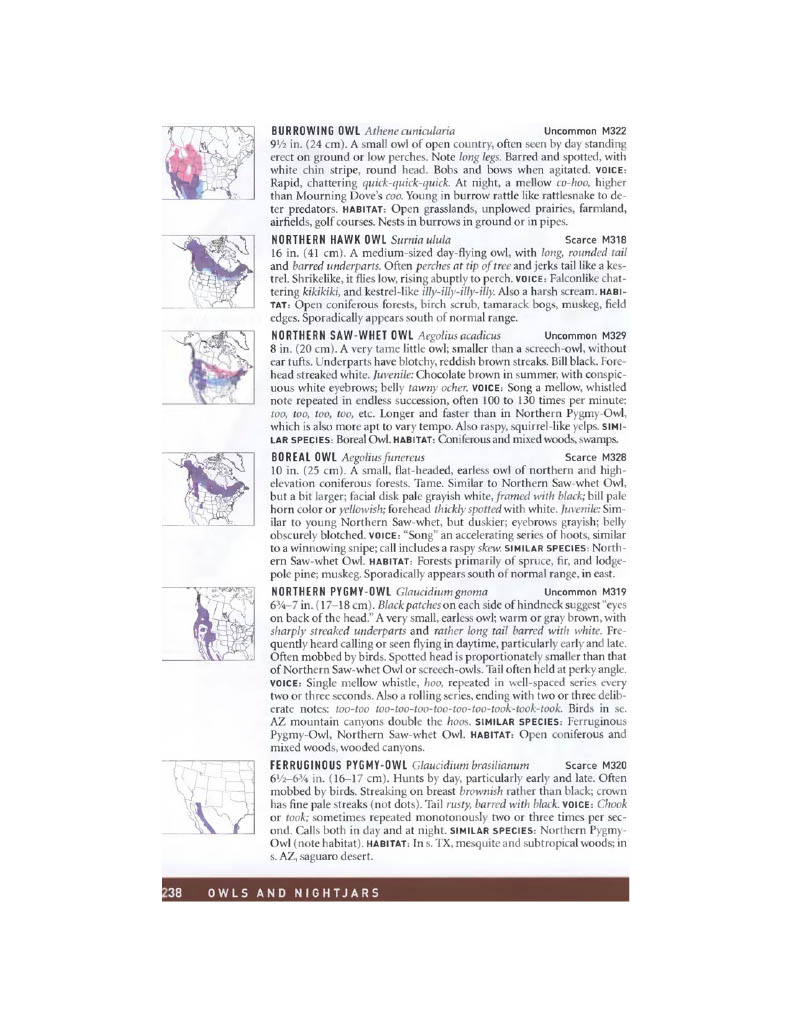 BURROWING OWL Athene cunicularia Uncommon M322
9½ in. (24 cm). A small owl of open country, often seen by day standing
erect on ground or low perches. Note long legs. Barred and spotted, with
white chin stripe, round head. Bobs and bows when agitated. VOICE:
Rapid, chattering quick-quick-quick. At night, a mellow co-hoo, higher
than Mourning Dove's coo. Young in burrow rattle like rattlesnake to de-
ter predators. HABITAT: Open grasslands, unplowed prairies, farmland,
airfields, golf courses. Nests in burrows in ground or in pipes.
NORTHERN HAWK OWL Surnia ulula Scarce M318
16 in. (41 cm). A medium-sized day-flying owl, with long, rounded tail
and barred underparts. Often perches at tip of tree and jerks tail like a kes-
trel. Shrikelike, it flies low, rising abuptly to perch. VOICE: Falconlike chat-
tering kikikiki, and kestrel-like illy-illy-illy-illy. Also a harsh scream. HABI-
TAT: Open coniferous forests, birch scrub, tamarack bogs, muskeg, field
edges. Sporadically appears south of normal range.
NORTHERN SAW-WHET OWL Aegolius acadicus Uncommon M329
8 in. (20 cm). A very tame little owl; smaller than a screech-owl, without
ear tufts. Underparts have blotchy, reddish brown streaks. Bill black. Fore-
head streaked white. Juvenile: Chocolate brown in summer, with conspic-
uous white eyebrows; belly tawny ocher. VOICE: Song a mellow, whistled
note repeated in endless succession, often 100 to 130 times per minute:
too, too, too, too, etc. Longer and faster than in Northern Pygmy-Owl,
which is also more apt to vary tempo. Also raspy, squirrel-like yelps. SIMI-
LAR SPECIES: Boreal Owl. HABITAT: Coniferous and mixed woods, swamps.
BOREAL OWL Aegolius funereus Scarce M328
10 in. (25 cm). A small, flat-headed, earless owl of northern and high-
elevation coniferous forests. Tame. Similar to Northern Saw-whet Owl,
but a bit larger; facial disk pale grayish white, framed with black; bill pale
horn color or yellowish; forehead thickly spotted with white. Juvenile: Sim-
ilar to young Northern Saw-whet, but duskier; eyebrows grayish; belly
obscurely blotched. VOICE: "Song" an accelerating series of hoots, similar
to a winnowing snipe; call includes a raspy skew. SIMILAR SPECIES: North-
ern Saw-whet Owl. HABITAT: Forests primarily of spruce, fir, and lodge-
pole pine; muskeg. Sporadically appears south of normal range, in east.
NORTHERN PYGMY-OWL Glaucidium gnoma Uncommon M319
6¾–7 in. (17–18 cm). Black patches on each side of hindneck suggest "eyes
on back of the head." A very small, earless owl; warm or gray brown, with
sharply streaked underparts and rather long tail barred with white. Fre-
quently heard calling or seen flying in daytime, particularly early and late.
Often mobbed by birds. Spotted head is proportionately smaller than that
of Northern Saw-whet Owl or screech-owls. Tail often held at perky angle.
VOICE: Single mellow whistle, hoo, repeated in well-spaced series every
two or three seconds. Also a rolling series, ending with two or three delib-
erate notes: too-too too-too-too-too-too-too-took-took-took. Birds in se.
AZ mountain canyons double the hoos. SIMILAR SPECIES: Ferruginous
Pygmy-Owl, Northern Saw-whet Owl. HABITAT: Open coniferous and
mixed woods, wooded canyons.
FERRUGINOUS PYGMY-OWL Glaucidium brasilianum Scarce M320
6½–6¾ in. (16–17 cm). Hunts by day, particularly early and late. Often
mobbed by birds. Streaking on breast brownish rather than black; crown
has fine pale streaks (not dots). Tail rusty, barred with black. VOICE: Chook
or took; sometimes repeated monotonously two or three times per sec-
ond. Calls both in day and at night. SIMILAR SPECIES: Northern Pygmy-
Owl (note habitat). HABITAT: In s. TX, mesquite and subtropical woods; in
s. AZ, saguaro desert.
238 OWLS AND NIGHTJARS